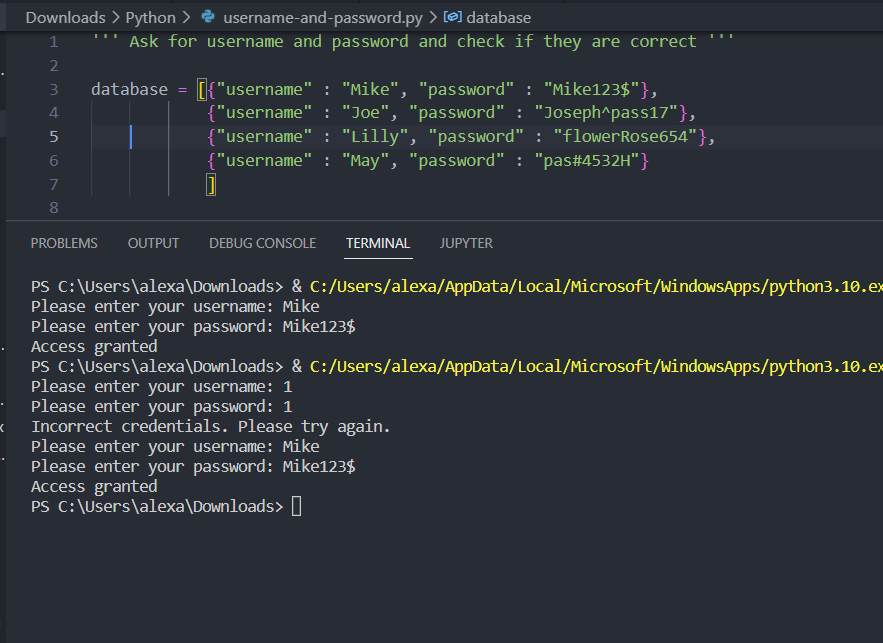 Downloads > Python > username-and-password.py > database
1 ''' Ask for username and password and check if they are correct '''
2
3 database = [{"username" : "Mike", "password" : "Mike123$"},
4 {"username" : "Joe", "password" : "Joseph^pass17"},
5 {"username" : "Lilly", "password" : "flowerRose654"},
6 {"username" : "May", "password" : "pas#4532H"}
7 ]
8
PROBLEMS OUTPUT DEBUG CONSOLE TERMINAL JUPYTER
PS C:\Users\alexa\Downloads> & C:/Users/alexa/AppData/Local/Microsoft/WindowsApps/python3.10.ex
Please enter your username: Mike
Please enter your password: Mike123$
Access granted
PS C:\Users\alexa\Downloads> & C:/Users/alexa/AppData/Local/Microsoft/WindowsApps/python3.10.ex
Please enter your username: 1
Please enter your password: 1
Incorrect credentials. Please try again.
Please enter your username: Mike
Please enter your password: Mike123$
Access granted
PS C:\Users\alexa\Downloads>